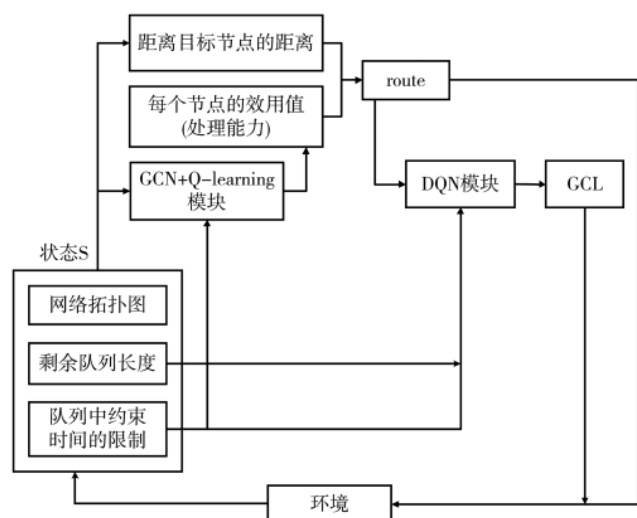 距离目标节点的距离
route
每个节点的效用值
(处理能力)
GCN+Q-learning
模块
DQN模块
GCL
状态S
网络拓扑图
剩余队列长度
队列中约束
时间的限制
环境